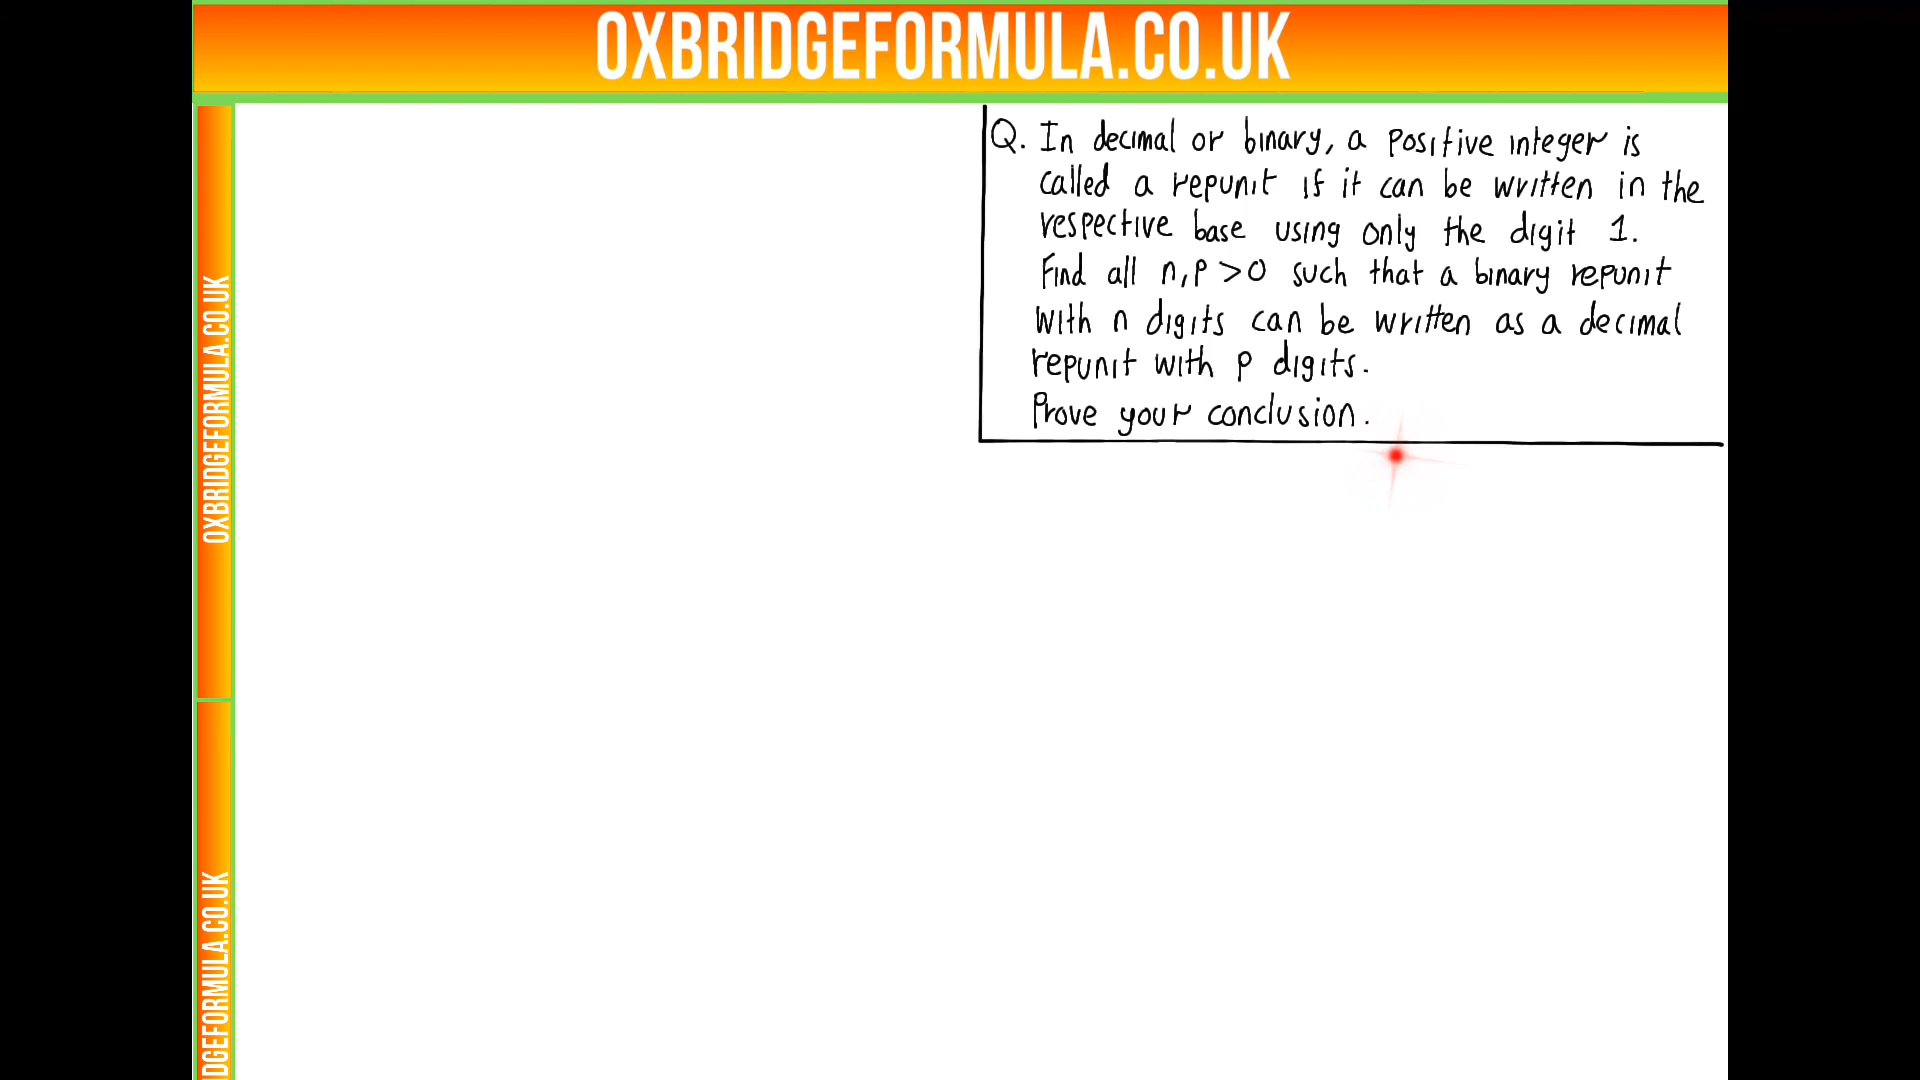 OXBRIDGEFORMULA.CO.UK
OXBRIDGEFORMULA.CO.UK
DGEFORMULA.CO.UK
Q. In decimal or binary, a positive integer is
called a repunit if it can be written in the
respective base using only the digit 1.
Find all n,p >0 such that a binary repunit
with n digits can be written as a decimal
repunit with p digits.
Prove your conclusion.